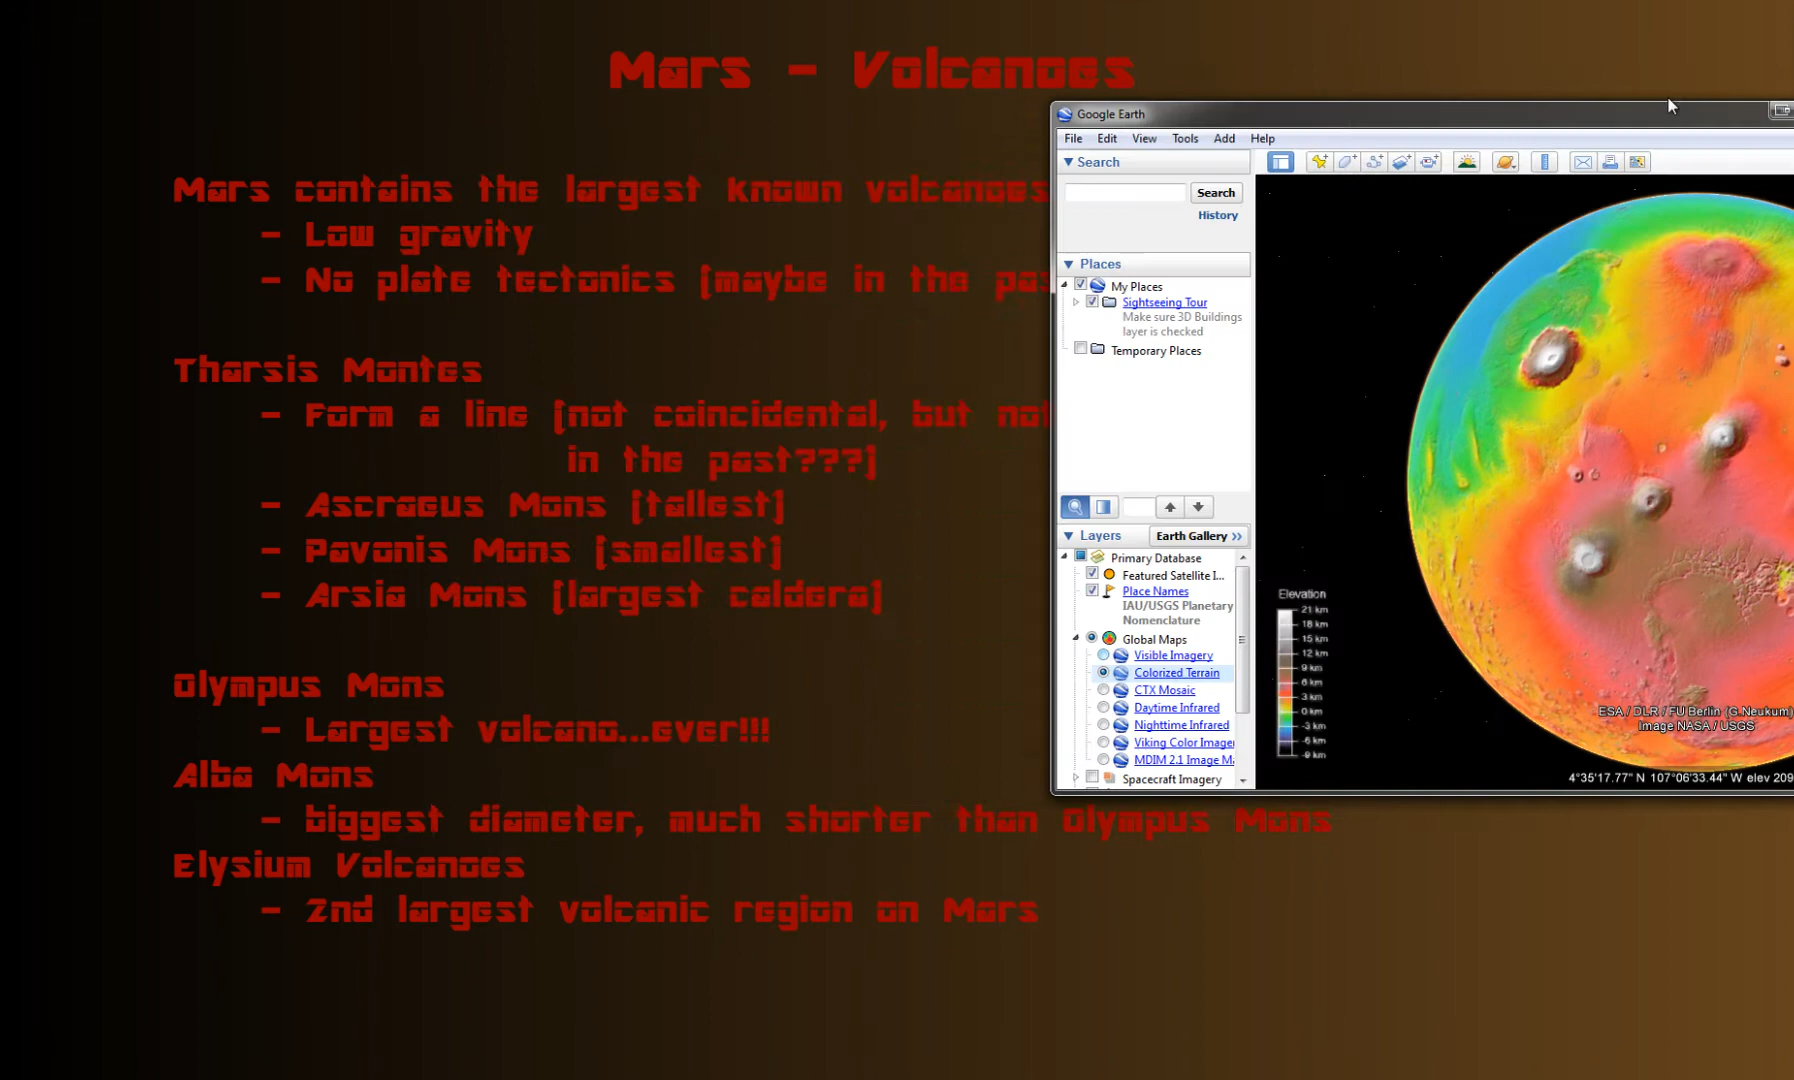 Mars - Volcanoes
Mars contains the largest known volcanoes
- Low gravity
- No plate tectonics (maybe in the pas
Tharsis Montes
- Form a line (not coincidental, but not
in the past???)
- Ascraeus Mons (tallest)
- Pavonis Mons (smallest)
- Arsia Mons (largest caldera)
Olympus Mons
- Largest volcano...ever!!!
Alba Mons
- biggest diameter, much shorter than Olympus Mons
Elysium Volcanoes
- 2nd largest volcanic region on Mars
Google Earth
File Edit View Tools Add Help
Search
Search
History
Places
My Places
Sightseeing Tour
Make sure 3D Buildings
layer is checked
Temporary Places
Layers
Earth Gallery >>
Primary Database
Featured Satellite I...
Place Names
IAU/USGS Planetary
Nomenclature
Global Maps
Visible Imagery
Colorized Terrain
CTX Mosaic
Daytime Infrared
Nighttime Infrared
Viking Color Imager
MDIM 2.1 Image M
Spacecraft Imagery
Elevation
21 km
18 km
15 km
12 km
9 km
6 km
3 km
0 km
-3 km
-6 km
-9 km
ESA / DLR / FU Berlin (G Neukum)
Image NASA / USGS
4°35'17.77" N 107°06'33.44" W elev 209